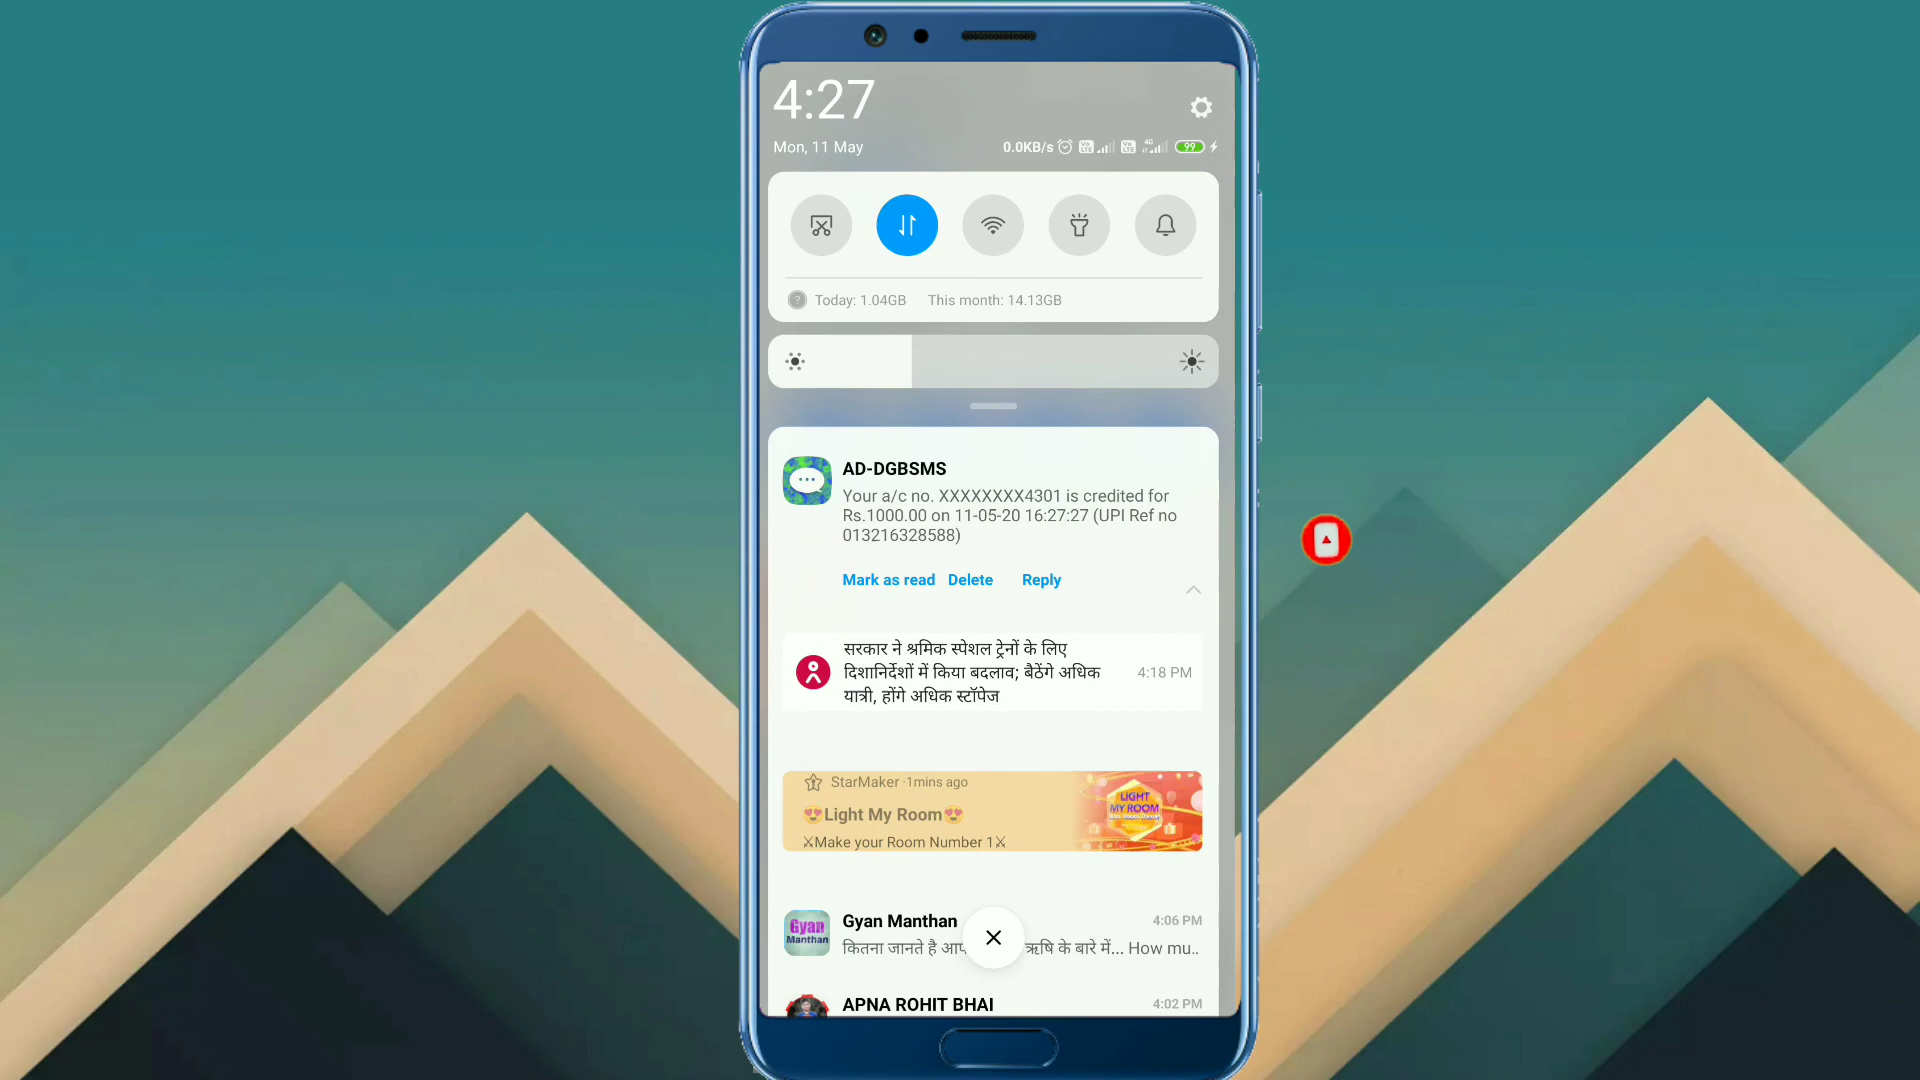 4:27
Mon, 11 May
0.0KB/s
4G
99
Today: 1.04GB
This month: 14.13GB
AD-DGBSMS
Your a/c no. XXXXXXXX4301 is credited for
Rs.1000.00 on 11-05-20 16:27:27 (UPI Ref no
013216328588)
Mark as read
Delete
Reply
सरकार ने श्रमिक स्पेशल ट्रेनों के लिए
दिशानिर्देशों में किया बदलाव; बैठेंगे अधिक
यात्री, होंगे अधिक स्टॉपेज
4:18 PM
StarMaker ·1mins ago
😍Light My Room😍
⚔Make your Room Number 1⚔
LIGHT
MY ROOM
Gyan
Manthan
Gyan Manthan
4:06 PM
कितना जानते है आप
ऋषि के बारे में... How mu..
APNA ROHIT BHAI
4:02 PM